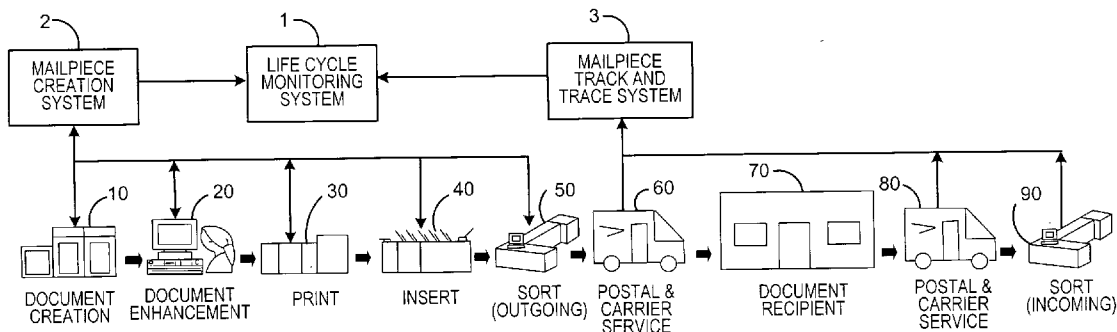 2
1
3
MAILPIECE
CREATION
SYSTEM
LIFE CYCLE
MONITORING
SYSTEM
MAILPIECE
TRACK AND
TRACE SYSTEM
10
20
30
40
50
60
70
80
90
DOCUMENT
CREATION
DOCUMENT
ENHANCEMENT
PRINT
INSERT
SORT
(OUTGOING)
POSTAL &
CARRIER
SERVICE
DOCUMENT
RECIPIENT
POSTAL &
CARRIER
SERVICE
SORT
(INCOMING)